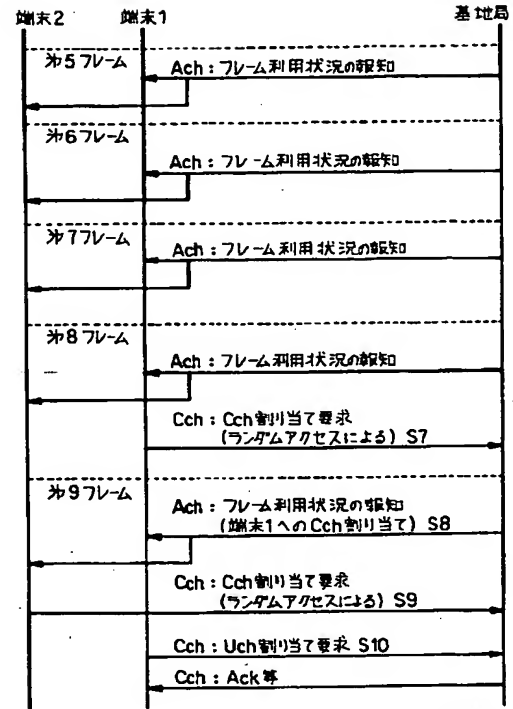 端末2 端末1 基地局
第5フレーム
Ach:フレーム利用状況の報知
第6フレーム
Ach:フレーム利用状況の報知
第7フレーム
Ach:フレーム利用状況の報知
第8フレーム
Ach:フレーム利用状況の報知
Cch:Cch割り当て要求
(ランダムアクセスによる) S7
第9フレーム
Ach:フレーム利用状況の報知
(端末1へのCch割り当て) S8
Cch:Cch割り当て要求
(ランダムアクセスによる) S9
Cch:Uch割り当て要求 S10
Cch:Ack等